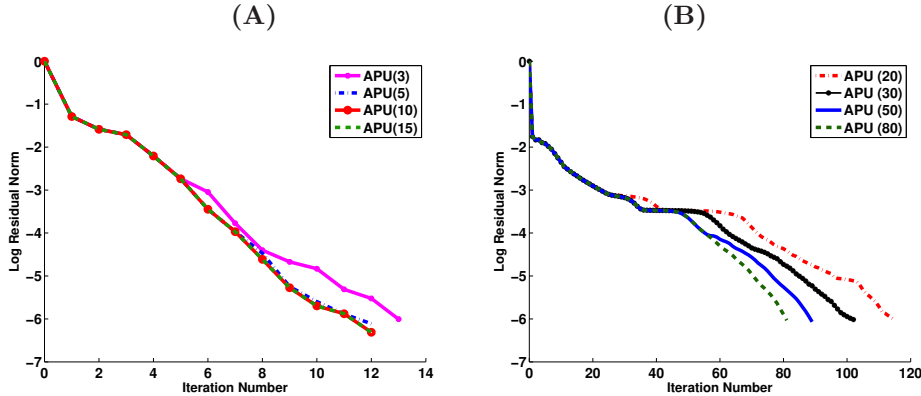 (A)
0
−1
−2
−3
−4
−5
−6
−7
Log Residual Norm
0 2 4 6 8 10 12 14
Iteration Number
APU(3)
APU(5)
APU(10)
APU(15)
(B)
0
−1
−2
−3
−4
−5
−6
−7
Log Residual Norm
0 20 40 60 80 100 120
Iteration Number
APU (20)
APU (30)
APU (50)
APU (80)